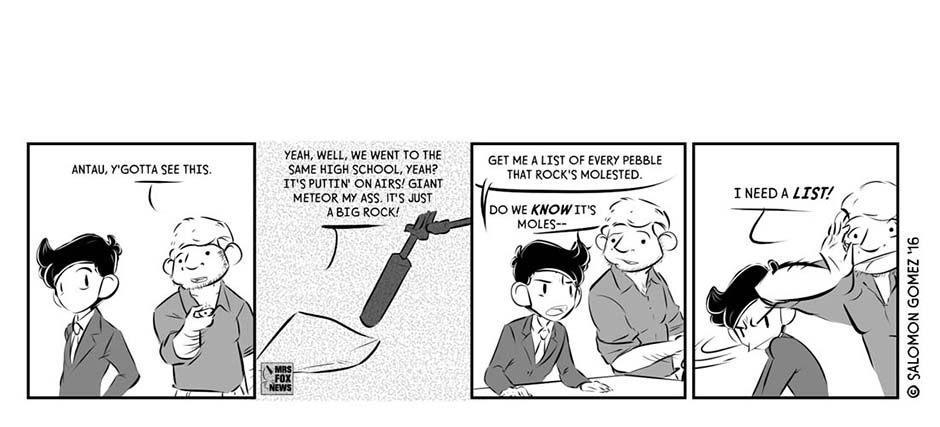 ANTAU, Y'GOTTA SEE THIS.
YEAH, WELL, WE WENT TO THE
SAME HIGH SCHOOL, YEAH?
IT'S PUTTIN' ON AIRS! GIANT
METEOR MY ASS. IT'S JUST
A BIG ROCK!
MRS
FOX
NEWS
GET ME A LIST OF EVERY PEBBLE
THAT ROCK'S MOLESTED.
DO WE KNOW IT'S
MOLES--
I NEED A LIST!
© SALOMON GOMEZ '16